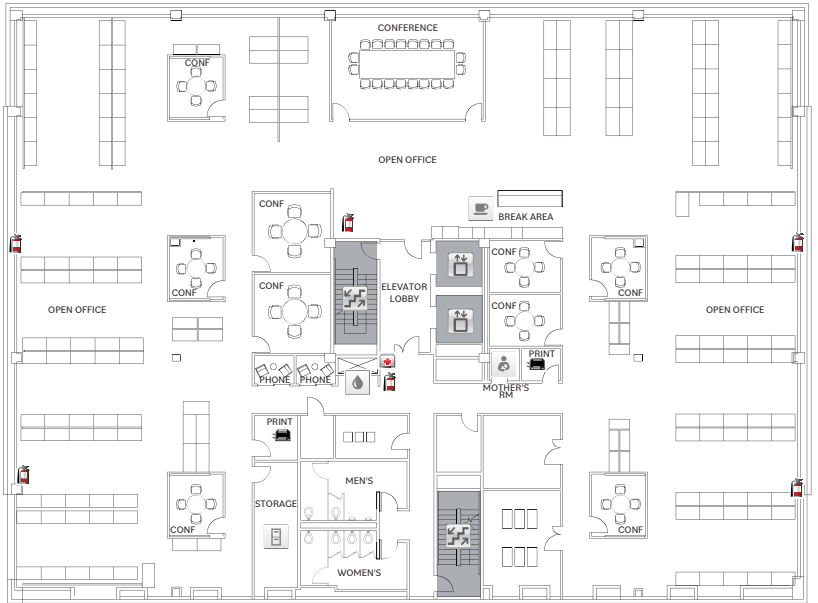 CONFERENCE
CONF
OPEN OFFICE
CONF
BREAK AREA
CONF
CONF
CONF
CONF
CONF
ELEVATOR
LOBBY
CONF
OPEN OFFICE
OPEN OFFICE
PRINT
PHONE
PHONE
MOTHER'S
RM
PRINT
MEN'S
STORAGE
CONF
CONF
WOMEN'S